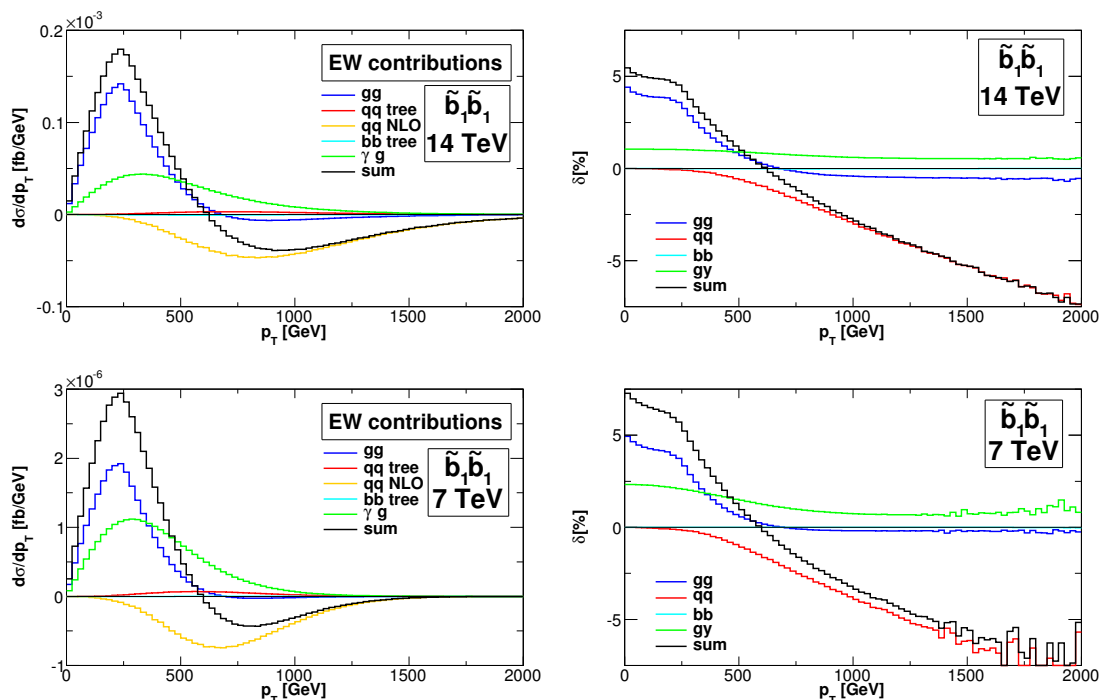 ×10⁻³
0.2
0.1
0
-0.1
dσ/dp_T [fb/GeV]
EW contributions
gg
qq tree
qq NLO
bb tree
γ g
sum
b̃₁b̃₁
14 TeV
0
500
1000
1500
2000
p_T [GeV]
5
0
-5
δ[%]
b̃₁b̃₁
14 TeV
gg
qq
bb
gy
sum
0
500
1000
1500
2000
p_T [GeV]
×10⁻⁶
3
2
1
0
-1
dσ/dp_T [fb/GeV]
EW contributions
gg
qq tree
qq NLO
bb tree
γ g
sum
b̃₁b̃₁
7 TeV
0
500
1000
1500
2000
p_T [GeV]
5
0
-5
δ[%]
b̃₁b̃₁
7 TeV
gg
qq
bb
gy
sum
0
500
1000
1500
2000
p_T [GeV]